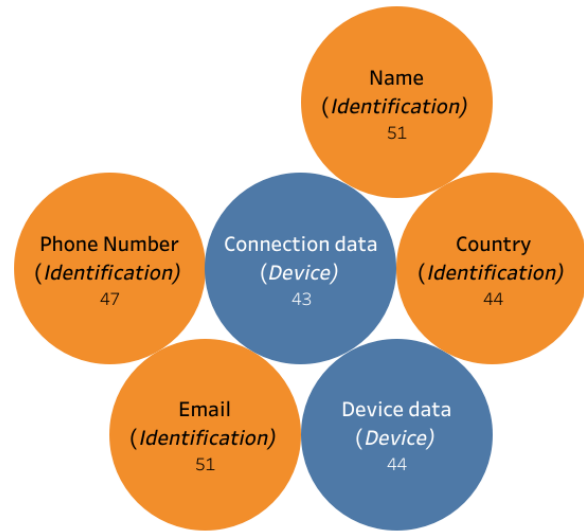 Name
(Identification)
51
Phone Number
(Identification)
47
Connection data
(Device)
43
Country
(Identification)
44
Email
(Identification)
51
Device data
(Device)
44